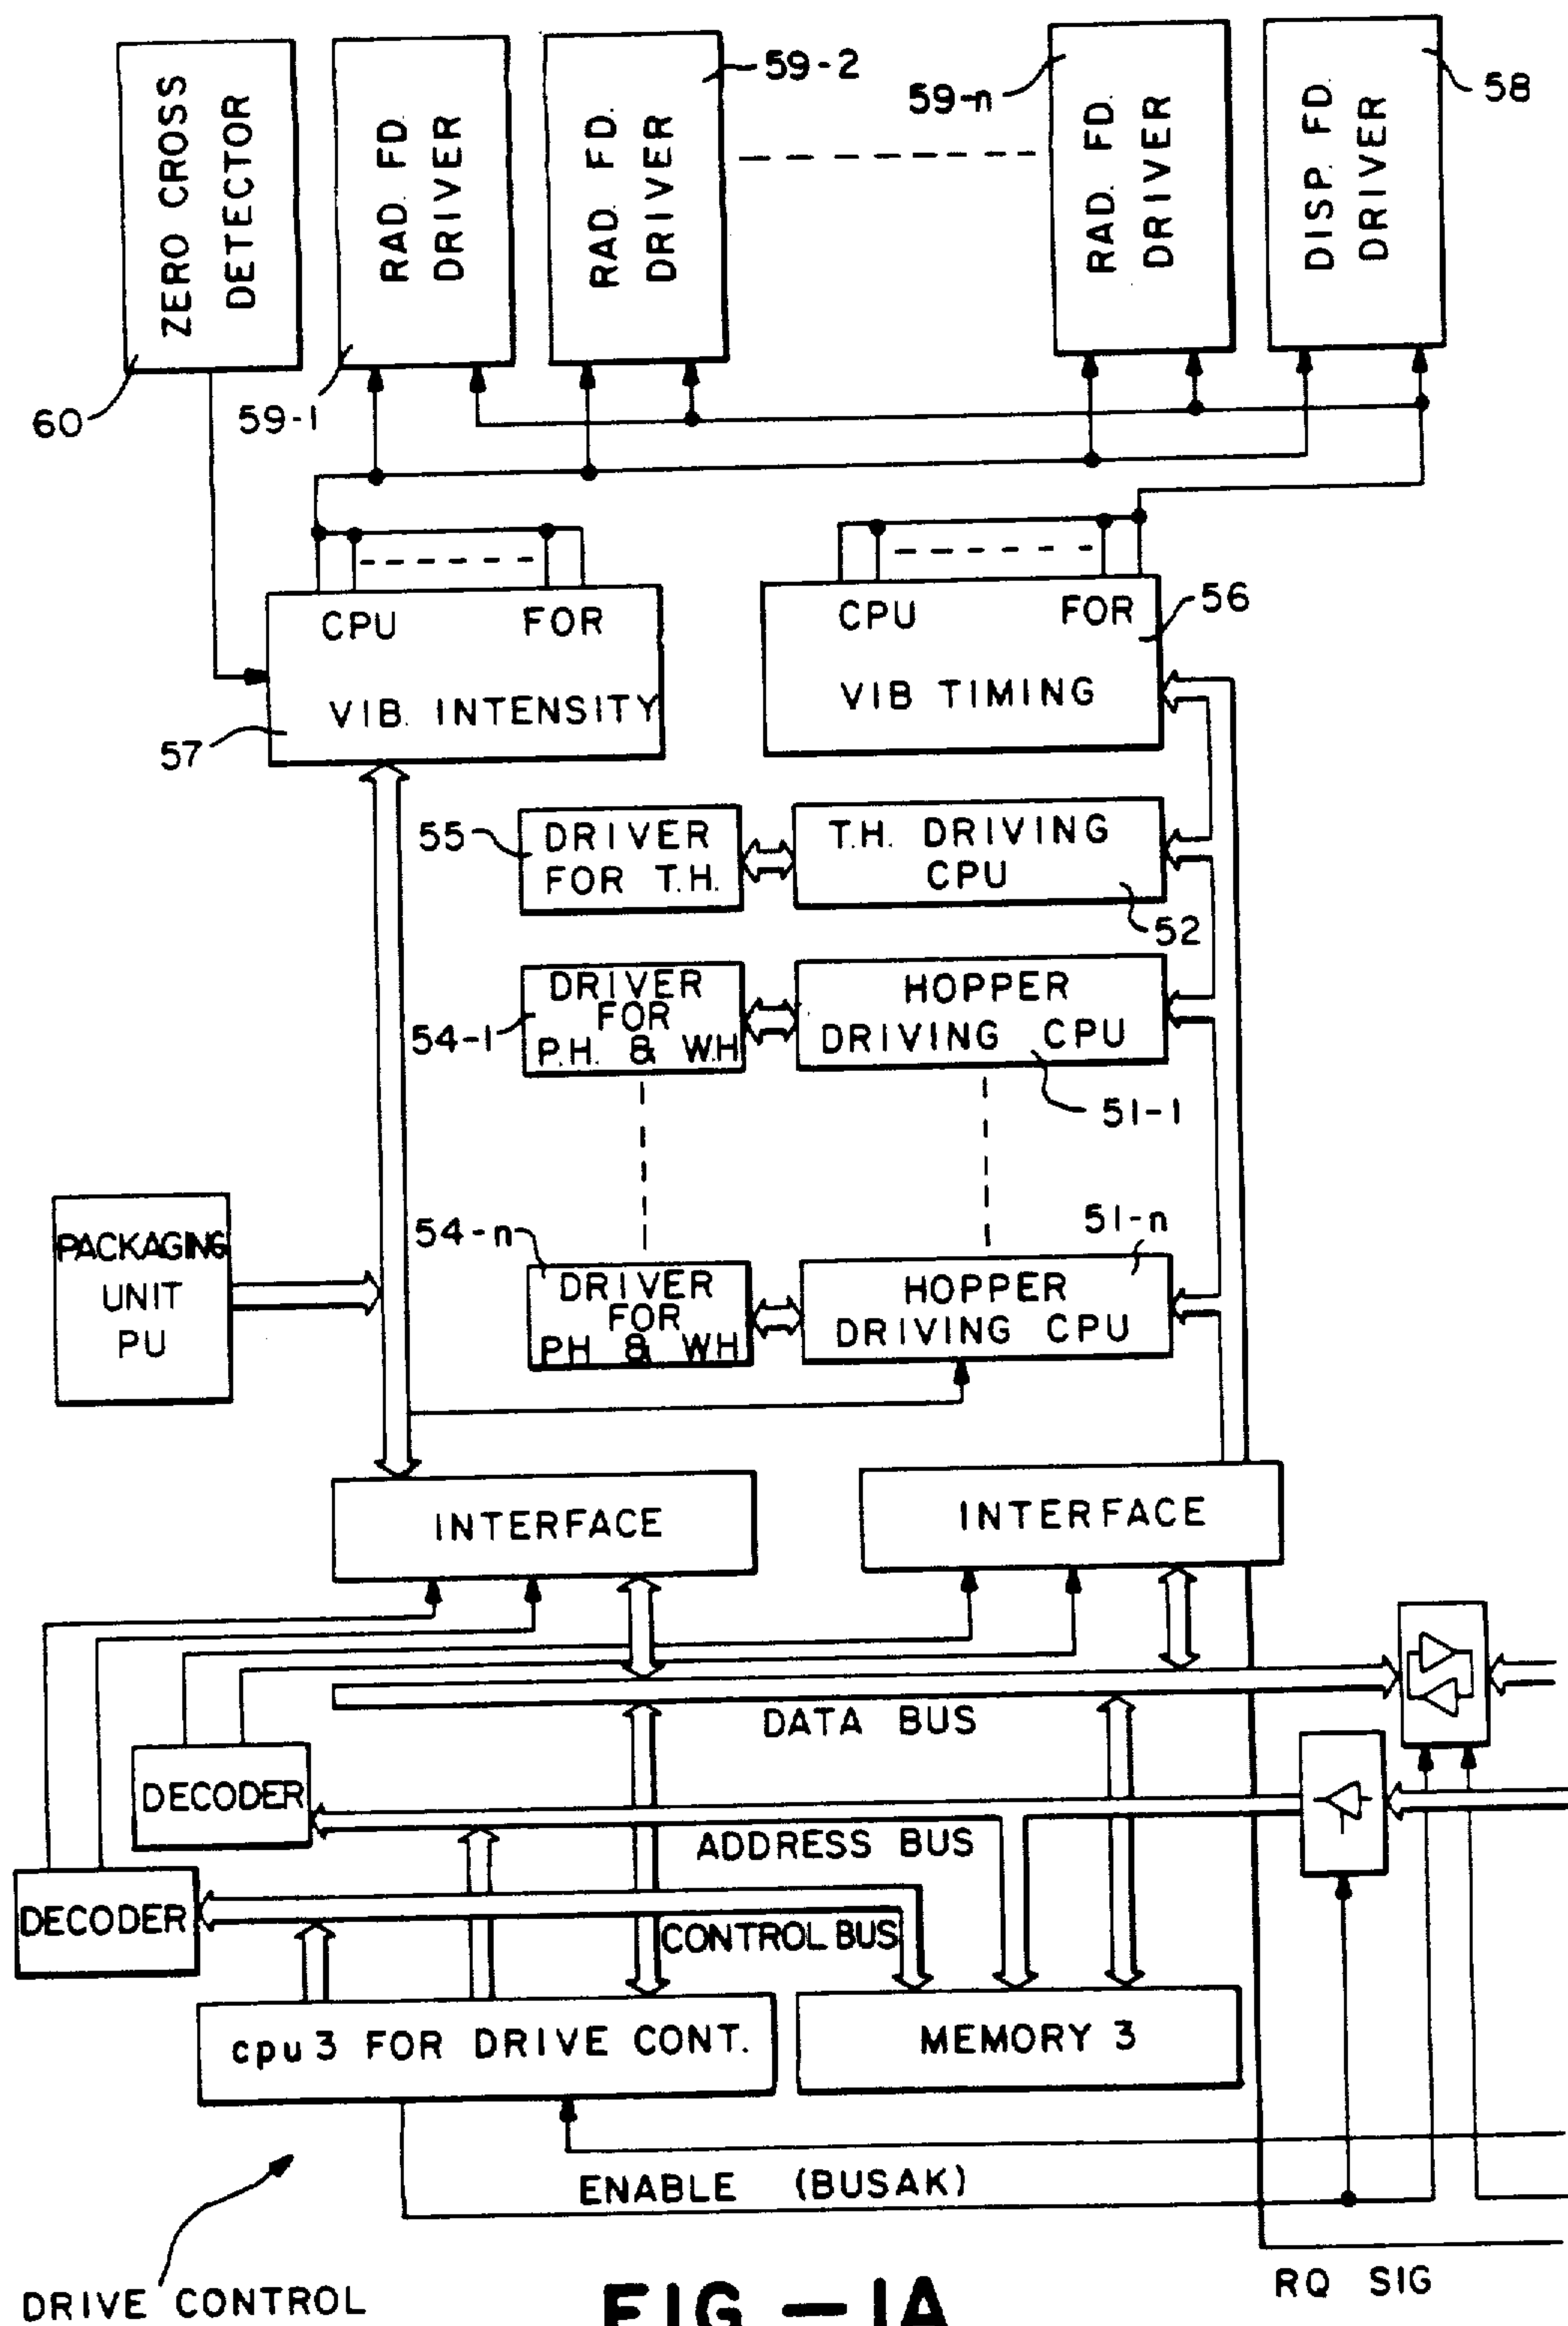 ZERO CROSS
DETECTOR
RAD. FD.
DRIVER
RAD. FD.
DRIVER
59-2
59-n
RAD. FD.
DRIVER
DISP. FD.
DRIVER
58
60
59-1
CPU FOR
VIB. INTENSITY
57
CPU FOR
VIB TIMING
56
55
DRIVER
FOR T.H.
T.H. DRIVING
CPU
52
54-1
DRIVER
FOR
P.H. & W.H
HOPPER
DRIVING CPU
51-1
PACKAGING
UNIT
PU
54-n
DRIVER
FOR
PH & WH
51-n
HOPPER
DRIVING CPU
INTERFACE
INTERFACE
DATA BUS
DECODER
ADDRESS BUS
DECODER
CONTROL BUS
cpu 3 FOR DRIVE CONT.
MEMORY 3
ENABLE (BUSAK)
RQ SIG
DRIVE CONTROL
FIG - 1A